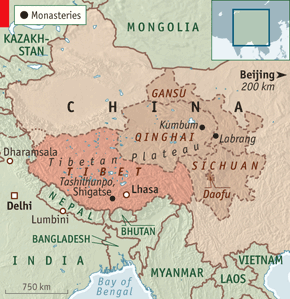 Monasteries
MONGOLIA
KAZAKH-
STAN
Beijing
200 km
GANSU
CHINA
Kumbum
QINGHAI
Labrang
Dharamsala
Tibetan Plateau
TIBET
SICHUAN
Tashilhunpo,
Shigatse
Lhasa
Daofu
Delhi
NEPAL
Lumbini
BHUTAN
BANGLADESH
INDIA
MYANMAR
VIETNAM
LAOS
Bay of
Bengal
750 km